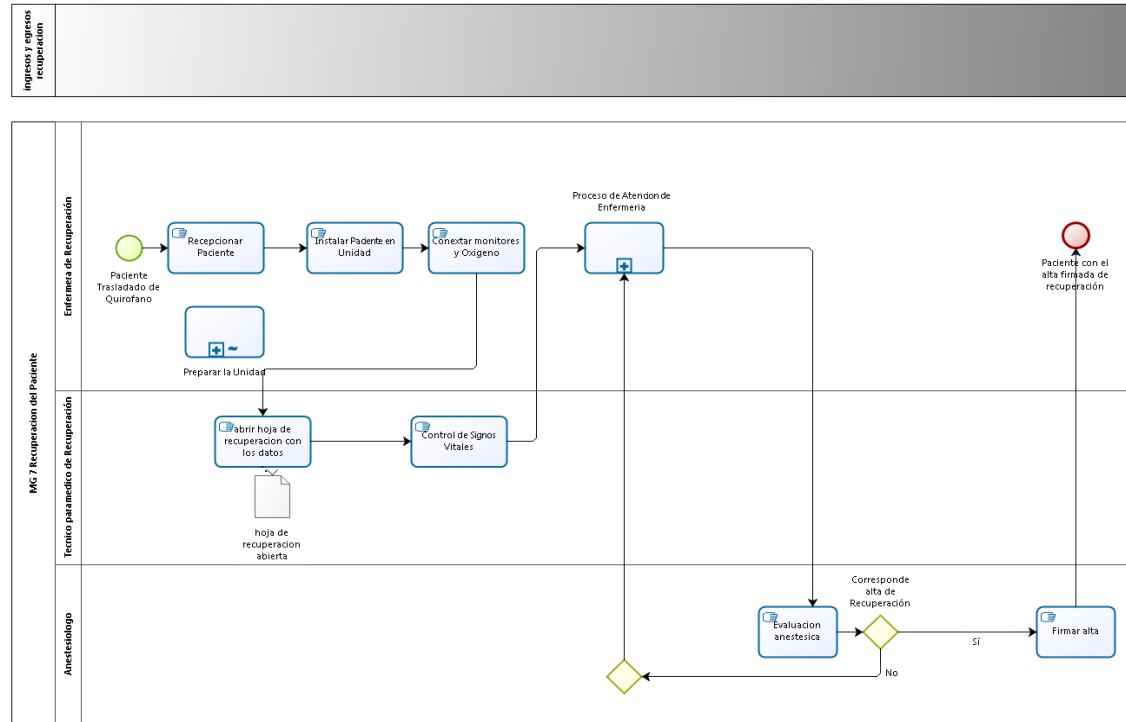 ingresos y egresos
recuperacion
MG 7 Recuperacion del Paciente
Enfermera de Recuperación
Paciente
Trasladado de
Quirofano
Recepcionar
Paciente
Instalar Paciente en
Unidad
Conextar monitores
y Oxigeno
Proceso de Atencion de
Enfermeria
Paciente con el
alta firmada de
recuperación
Preparar la Unidad
Tecnico paramedico de Recuperación
abrir hoja de
recuperacion con
los datos
Control de Signos
Vitales
hoja de
recuperacion
abierta
Anestesiologo
Evaluacion
anestesica
Corresponde
alta de
Recuperación
Sí
No
Firmar alta